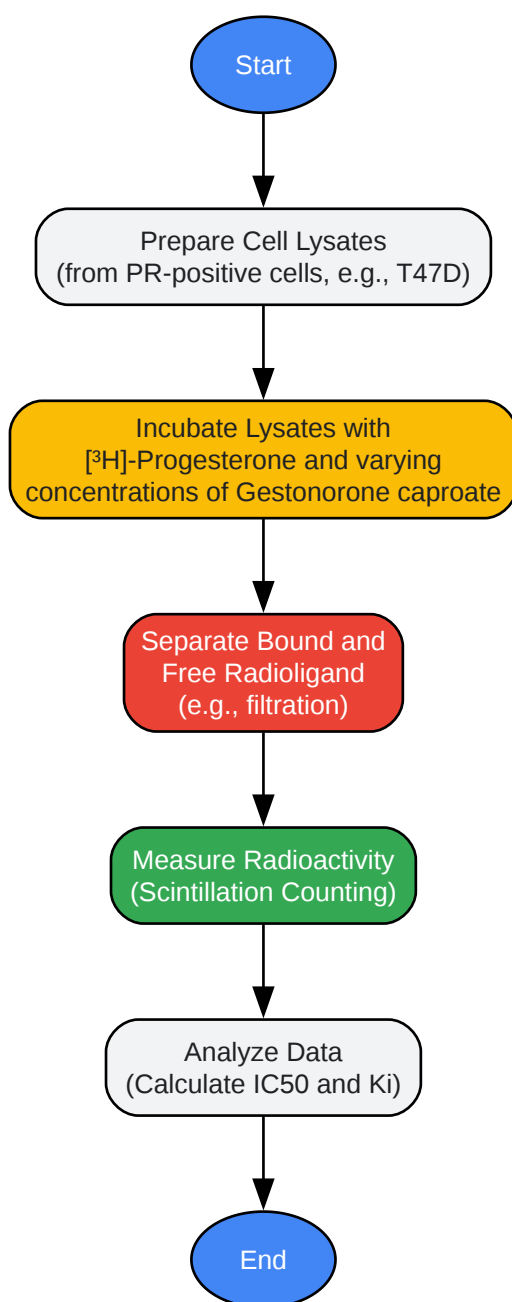 Start
Prepare Cell Lysates
(from PR-positive cells, e.g., T47D)
Incubate Lysates with
[³H]-Progesterone and varying
concentrations of Gestonorone caproate
Separate Bound and
Free Radioligand
(e.g., filtration)
Measure Radioactivity
(Scintillation Counting)
Analyze Data
(Calculate IC50 and Ki)
End